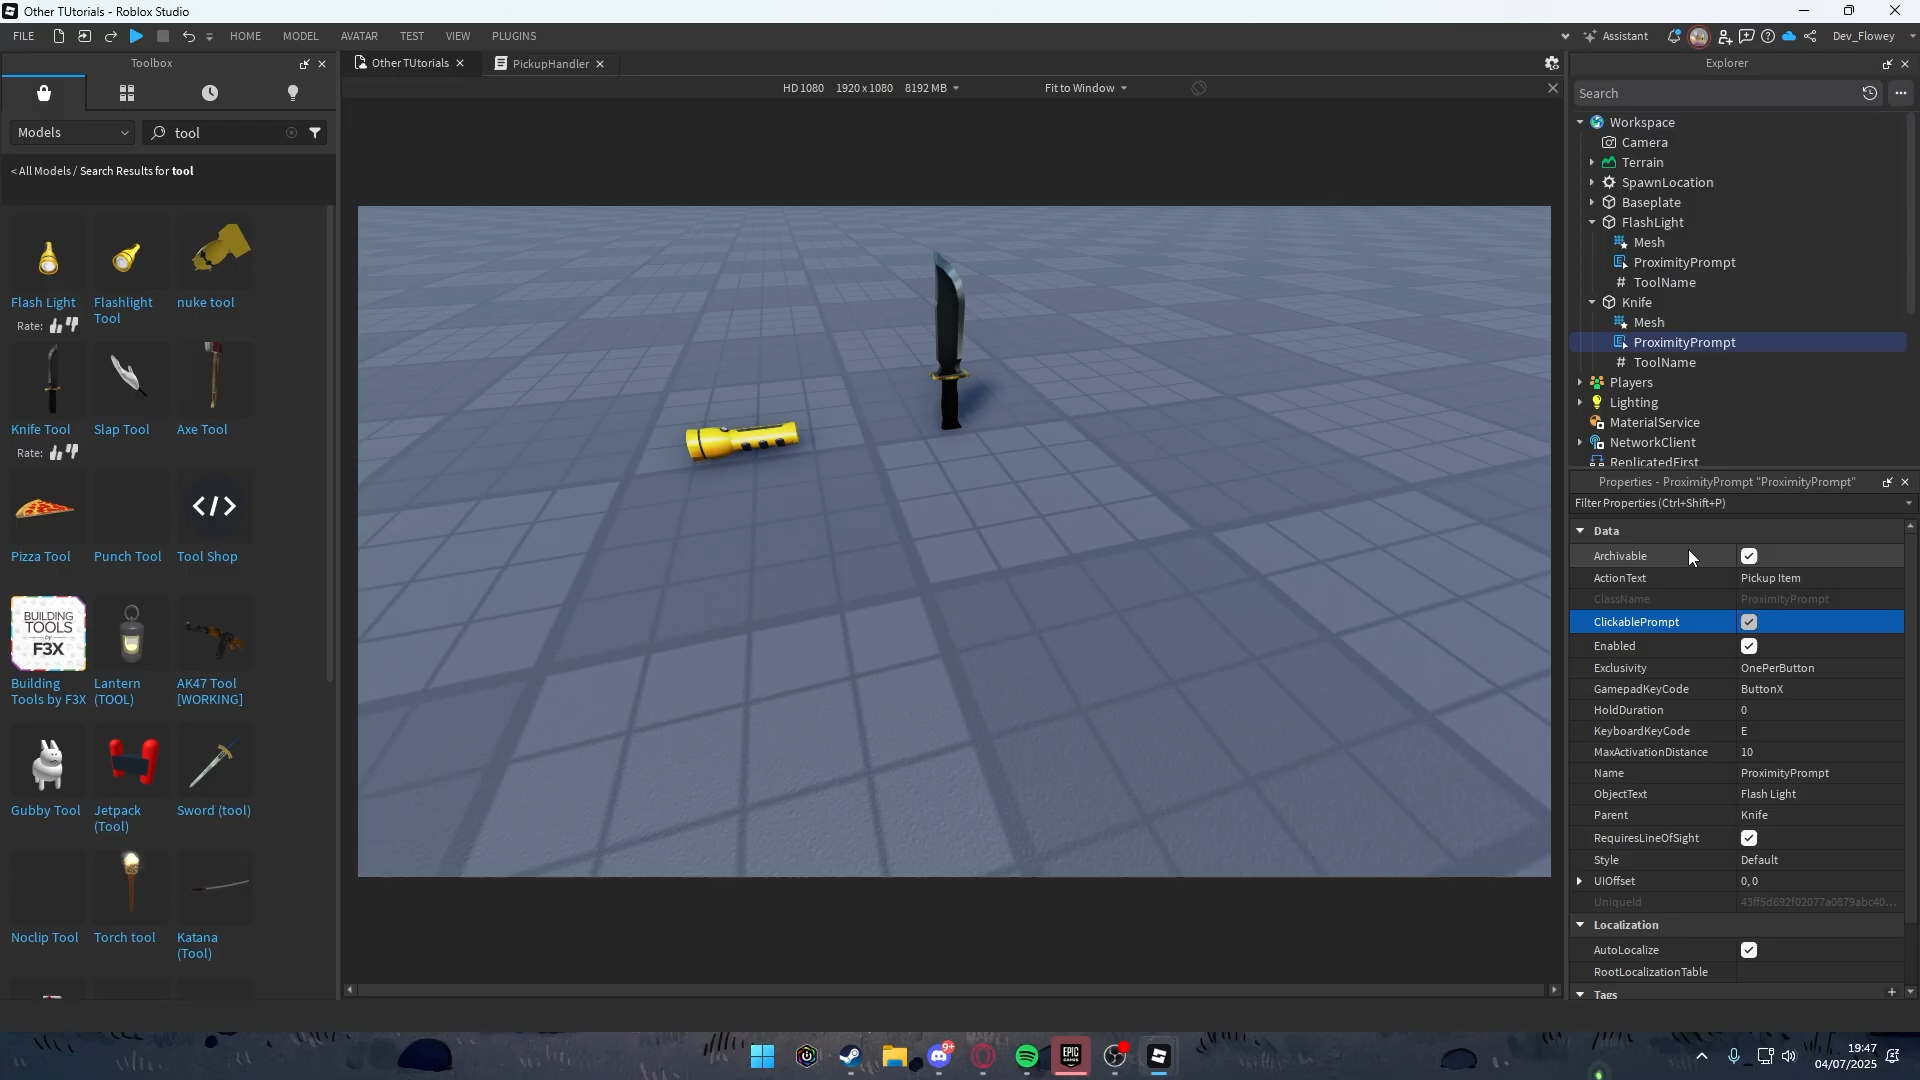 Other TUtorials - Roblox Studio
FILE
HOME
MODEL
AVATAR
TEST
VIEW
PLUGINS
Assistant
Dev_Flowey
Toolbox
Other TUtorials
PickupHandler
HD 1080 1920 x 1080 8192 MB
Fit to Window
Models
tool
< All Models / Search Results for tool
Flash Light
Rate:
Flashlight
Tool
nuke tool
Knife Tool
Rate:
Slap Tool
Axe Tool
Pizza Tool
Punch Tool
Tool Shop
BUILDING
TOOLS
by
F3X
Building
Tools by F3X
Lantern
(TOOL)
AK47 Tool
[WORKING]
Gubby Tool
Jetpack
(Tool)
Sword (tool)
Noclip Tool
Torch tool
Katana
(Tool)
Explorer
Search
Workspace
Camera
Terrain
SpawnLocation
Baseplate
FlashLight
Mesh
ProximityPrompt
ToolName
Knife
Mesh
ProximityPrompt
ToolName
Players
Lighting
MaterialService
NetworkClient
ReplicatedFirst
Properties - ProximityPrompt "ProximityPrompt"
Filter Properties (Ctrl+Shift+P)
Data
Archivable
ActionText Pickup Item
ClassName ProximityPrompt
ClickablePrompt
Enabled
Exclusivity OnePerButton
GamepadKeyCode ButtonX
HoldDuration 0
KeyboardKeyCode E
MaxActivationDistance 10
Name ProximityPrompt
ObjectText Flash Light
Parent Knife
RequiresLineOfSight
Style Default
UIOffset 0, 0
UniqueId 43ff5d692f02077a0879abc40...
Localization
AutoLocalize
RootLocalizationTable
Tags
9+
EPIC
GAMES
19:47
04/07/2025